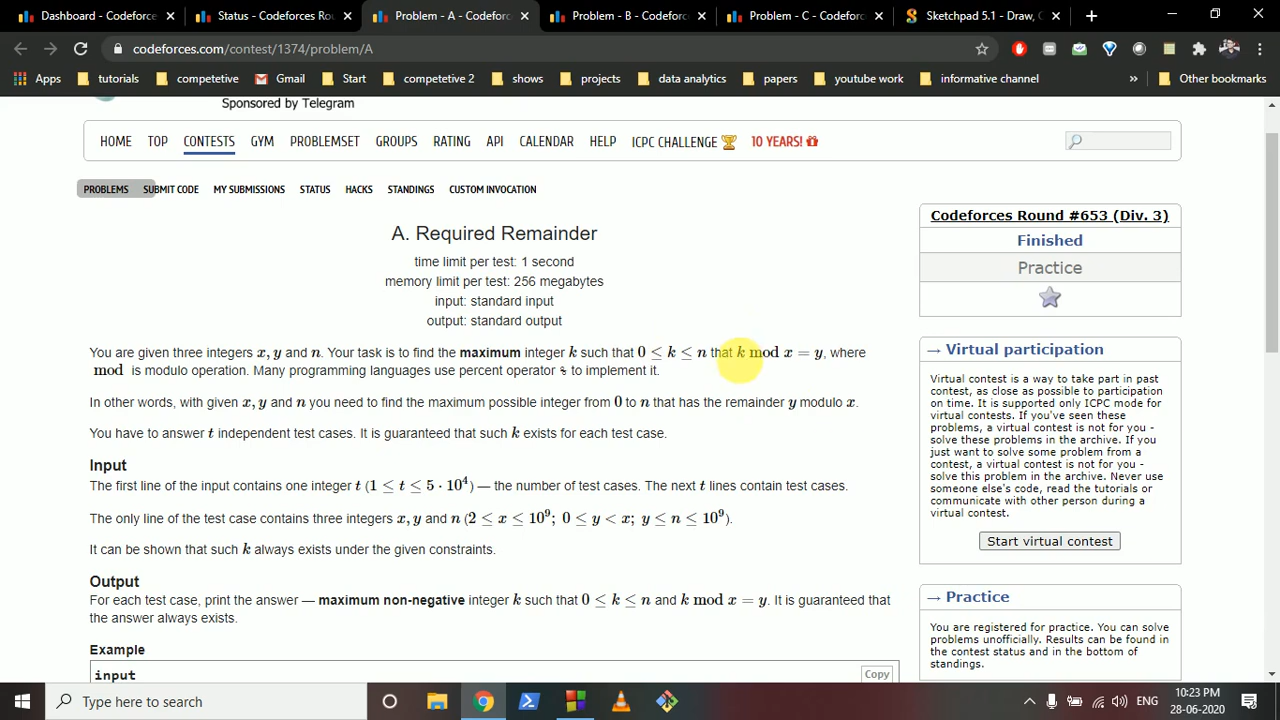 Dashboard - Codeforce
Status - Codeforces Rou
Problem - A - Codeforc
Problem - B - Codeforc
Problem - C - Codeforc
Sketchpad 5.1 - Draw, C
codeforces.com/contest/1374/problem/A
Apps
tutorials
competetive
Gmail
Start
competetive 2
shows
projects
data analytics
papers
youtube work
informative channel
»
Other bookmarks
Sponsored by Telegram
HOME TOP CONTESTS GYM PROBLEMSET GROUPS RATING API CALENDAR HELP ICPC CHALLENGE 10 YEARS!
PROBLEMS SUBMIT CODE MY SUBMISSIONS STATUS HACKS STANDINGS CUSTOM INVOCATION
A. Required Remainder
time limit per test: 1 second
memory limit per test: 256 megabytes
input: standard input
output: standard output
You are given three integers x, y and n. Your task is to find the maximum integer k such that 0 ≤ k ≤ n that k mod x = y, where
mod is modulo operation. Many programming languages use percent operator % to implement it.
In other words, with given x, y and n you need to find the maximum possible integer from 0 to n that has the remainder y modulo x.
You have to answer t independent test cases. It is guaranteed that such k exists for each test case.
Input
The first line of the input contains one integer t (1 ≤ t ≤ 5 · 10⁴) — the number of test cases. The next t lines contain test cases.
The only line of the test case contains three integers x, y and n (2 ≤ x ≤ 10⁹; 0 ≤ y < x; y ≤ n ≤ 10⁹).
It can be shown that such k always exists under the given constraints.
Output
For each test case, print the answer — maximum non-negative integer k such that 0 ≤ k ≤ n and k mod x = y. It is guaranteed that
the answer always exists.
Example
input
Copy
Codeforces Round #653 (Div. 3)
Finished
Practice
→ Virtual participation
Virtual contest is a way to take part in past
contest, as close as possible to participation
on time. It is supported only ICPC mode for
virtual contests. If you've seen these
problems, a virtual contest is not for you -
solve these problems in the archive. If you
just want to solve some problem from a
contest, a virtual contest is not for you -
solve this problem in the archive. Never use
someone else's code, read the tutorials or
communicate with other person during a
virtual contest.
Start virtual contest
→ Practice
You are registered for practice. You can solve
problems unofficially. Results can be found in
the contest status and in the bottom of
standings.
Type here to search
ENG
10:23 PM
28-06-2020